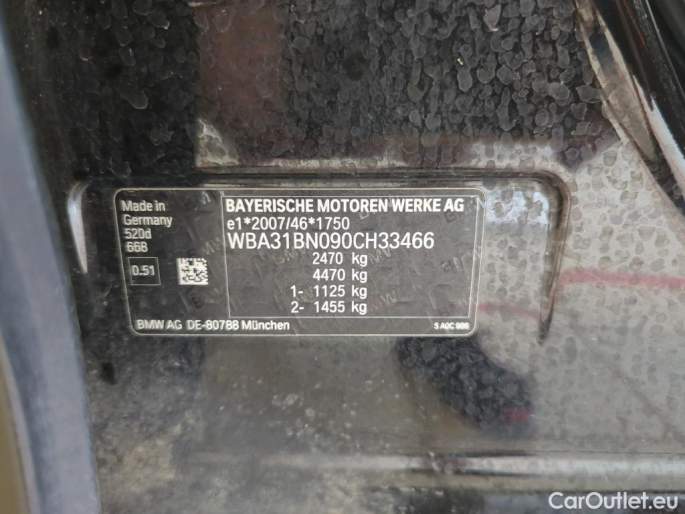 Made in
Germany
520d
668
0.51
BAYERISCHE MOTOREN WERKE AG
e1*2007/46*1750
WBA31BN090CH33466
2470 kg
4470 kg
1- 1125 kg
2- 1455 kg
BMW AG DE-80788 München
CarOutlet.eu